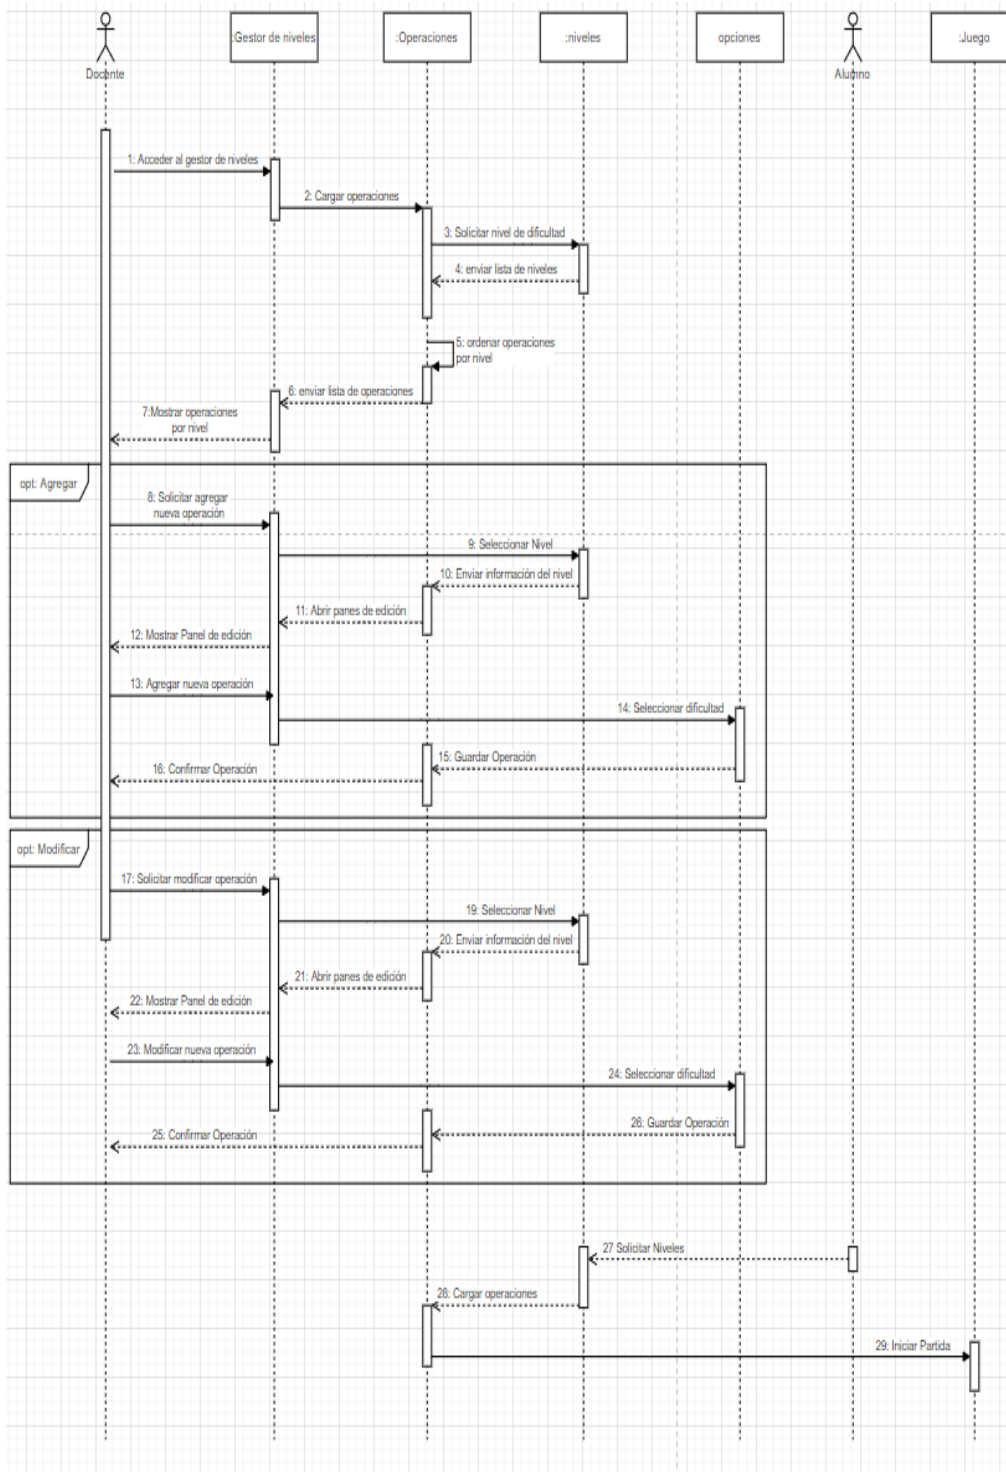 :Gestor de niveles
:Operaciones
:niveles
opciones
:Juego
Docente
Alumno
1: Acceder al gestor de niveles
2: Cargar operaciones
3: Solicitar nivel de dificultad
4: enviar lista de niveles
5: ordenar operaciones
por nivel
6: enviar lista de operaciones
7:Mostrar operaciones
por nivel
opt: Agregar
8: Solicitar agregar
nueva operación
9: Seleccionar Nivel
10: Enviar información del nivel
11: Abrir panes de edición
12: Mostrar Panel de edición
13: Agregar nueva operación
14: Seleccionar dificultad
15: Guardar Operación
16: Confirmar Operación
opt: Modificar
17: Solicitar modificar operación
19: Seleccionar Nivel
20: Enviar información del nivel
21: Abrir panes de edición
22: Mostrar Panel de edición
23: Modificar nueva operación
24: Seleccionar dificultad
26: Guardar Operación
25: Confirmar Operación
27 Solicitar Niveles
28: Cargar operaciones
29: Iniciar Partida